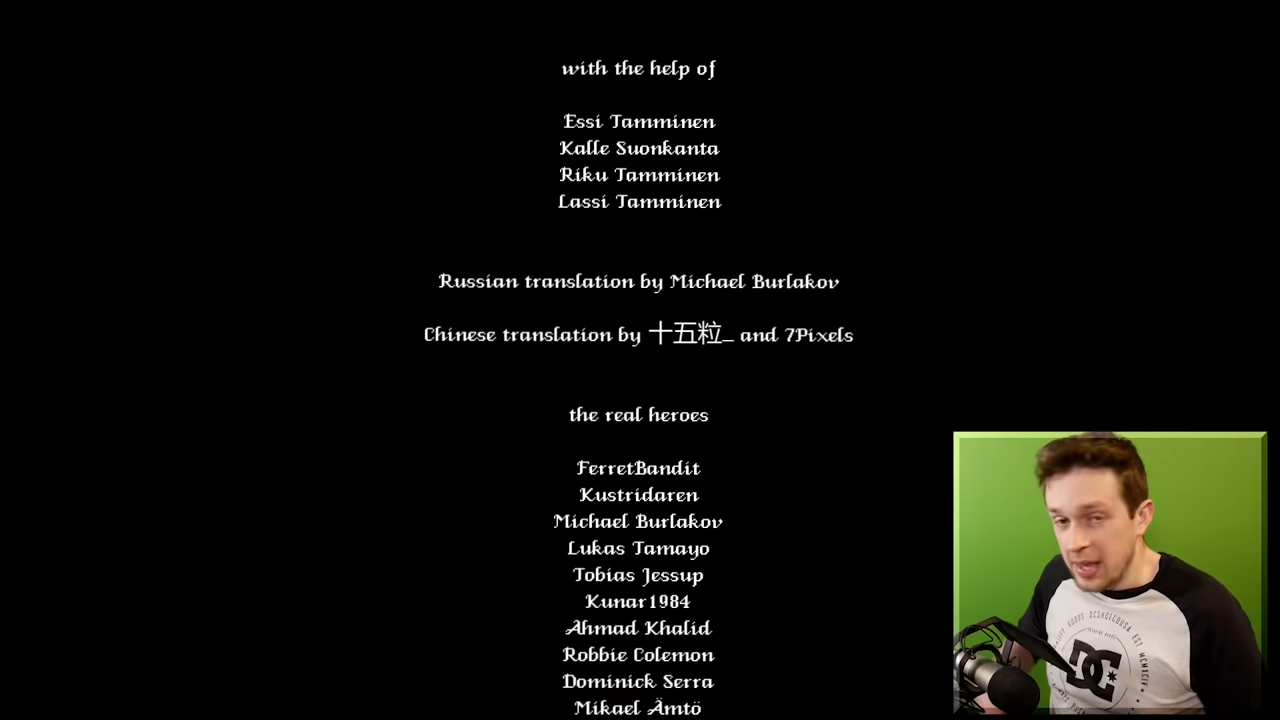 with the help of
Essi Tamminen
Kalle Suonkanta
Riku Tamminen
Lassi Tamminen
Russian translation by Michael Burlakov
Chinese translation by 十五粒_ and 7Pixels
the real heroes
FerretBandit
Kustridaren
Michael Burlakov
Lukas Tamayo
Tobias Jessup
Kunar1984
Ahmad Khalid
Robbie Colemon
Dominick Serra
Mikael Ämtö
DC